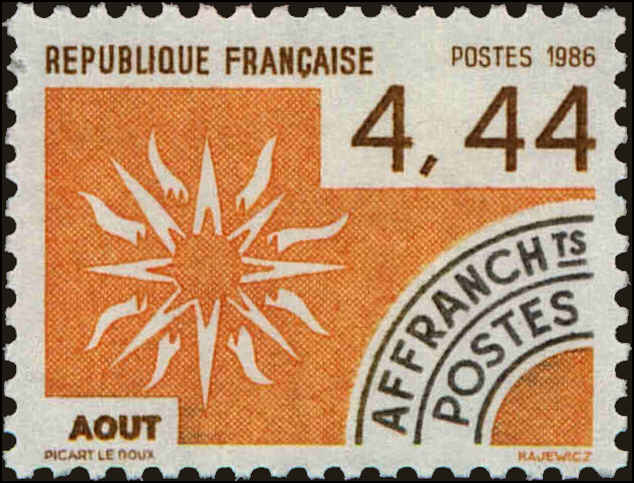 REPUBLIQUE FRANÇAISE
POSTES 1986
4,44
AFFRANCHTS
POSTES
AOUT
PICART LE DOUX
RAJEWICZ